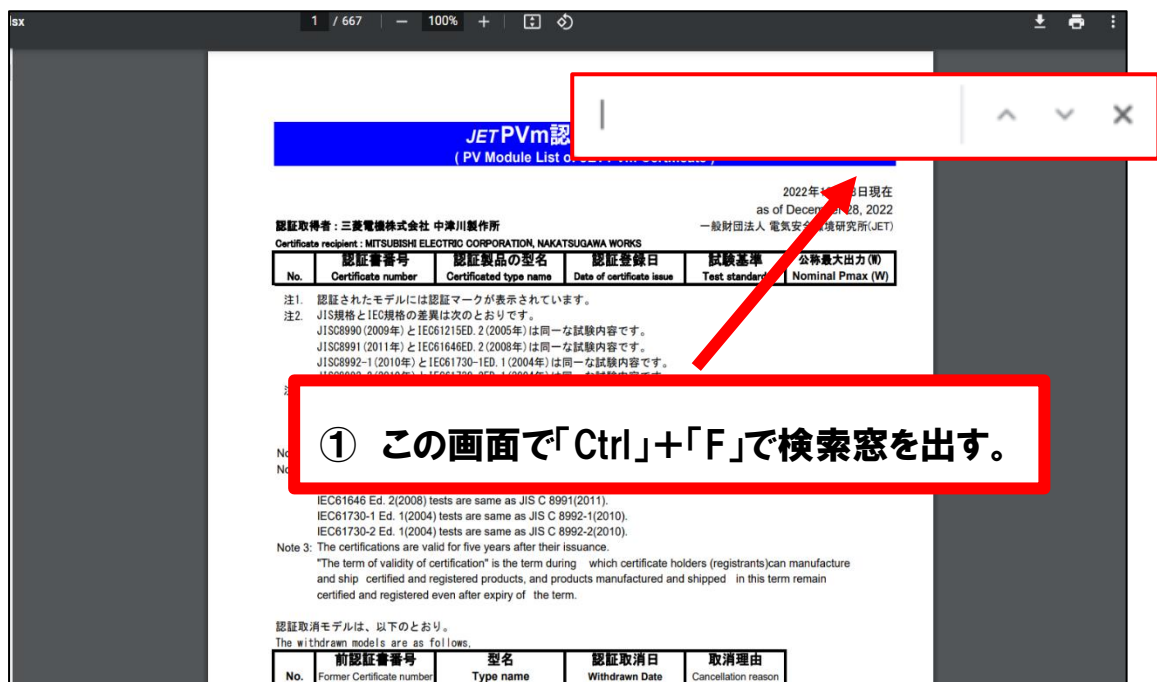 sx
1 / 667
100%
JET PVm認
( PV Module List
2022年
日現在
as of December 28, 2022
認証取得者：三菱電機株式会社 中津川製作所
一般財団法人 電気安全環境研究所(JET)
Certificate recipient : MITSUBISHI ELECTRIC CORPORATION, NAKATSUGAWA WORKS
認証書番号 認証製品の型名 認証登録日 試験基準 公称最大出力(W)
No. Certificate number Certificated type name Date of certificate issue Test standard Nominal Pmax (W)
注1. 認証されたモデルには認証マークが表示されています。
注2. JIS規格とIEC規格の差異は次のとおりです。
JISC8990(2009年)とIEC61215ED.2(2005年)は同一な試験内容です。
JISC8991(2011年)とIEC61646ED.2(2008年)は同一な試験内容です。
JISC8992-1(2010年)とIEC61730-1ED.1(2004年)は同一な試験内容です。
① この画面で「Ctrl」＋「F」で検索窓を出す。
IEC61646 Ed. 2(2008) tests are same as JIS C 8991(2011).
IEC61730-1 Ed. 1(2004) tests are same as JIS C 8992-1(2010).
IEC61730-2 Ed. 1(2004) tests are same as JIS C 8992-2(2010).
Note 3: The certifications are valid for five years after their issuance.
"The term of validity of certification" is the term during which certificate holders (registrants)can manufacture
and ship certified and registered products, and products manufactured and shipped in this term remain
certified and registered even after expiry of the term.
認証取消モデルは、以下のとおり。
The withdrawn models are as follows,
前認証書番号 型名 認証取消日 取消理由
No. Former Certificate number Type name Withdrawn Date Cancellation reason